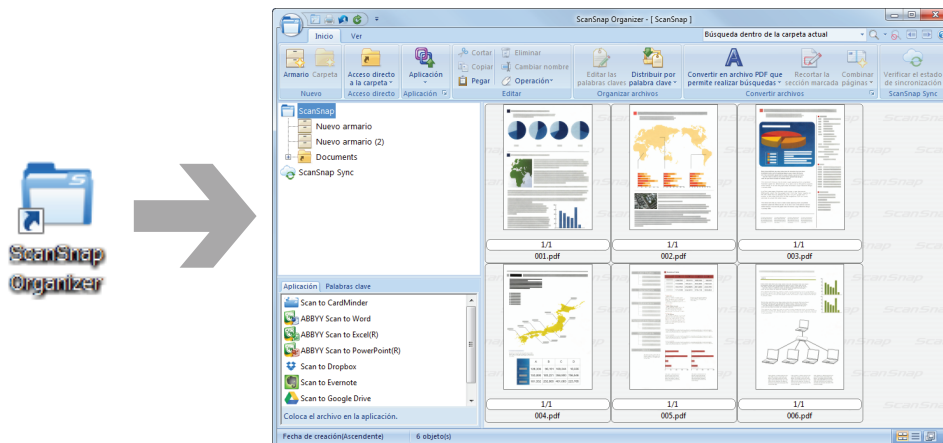 ScanSnap
Organizer
ScanSnap Organizer - [ ScanSnap ]
Inicio Ver
Búsqueda dentro de la carpeta actual
Armario Carpeta
Nuevo
Acceso directo
a la carpeta
Acceso directo
Aplicación
Aplicación
Cortar
Copiar
Pegar
Eliminar
Cambiar nombre
Operación
Editar
Editar las
palabras claves
Distribuir por
palabra clave
Organizar archivos
Convertir en archivo PDF que
permite realizar búsquedas
Recortar la
sección marcada
Combinar
páginas
Convertir archivos
Verificar el estado
de sincronización
ScanSnap Sync
ScanSnap
Nuevo armario
Nuevo armario (2)
Documents
ScanSnap Sync
1/1 1/1 1/1
001.pdf 002.pdf 003.pdf
1/1 1/1 1/1
004.pdf 005.pdf 006.pdf
Aplicación Palabras clave
Scan to CardMinder
ABBYY Scan to Word
ABBYY Scan to Excel(R)
ABBYY Scan to PowerPoint(R)
Scan to Dropbox
Scan to Evernote
Scan to Google Drive
Coloca el archivo en la aplicación.
Fecha de creación(Ascendente) 6 objeto(s)